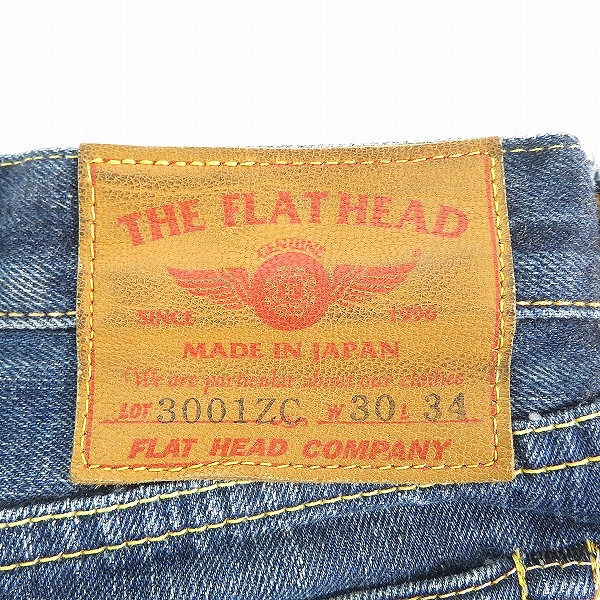 THE FLAT HEAD
GENUINE
SINCE 1996
MADE IN JAPAN
"We are particular about our clothes
LOT 3001ZC W 30 L 34
FLAT HEAD COMPANY